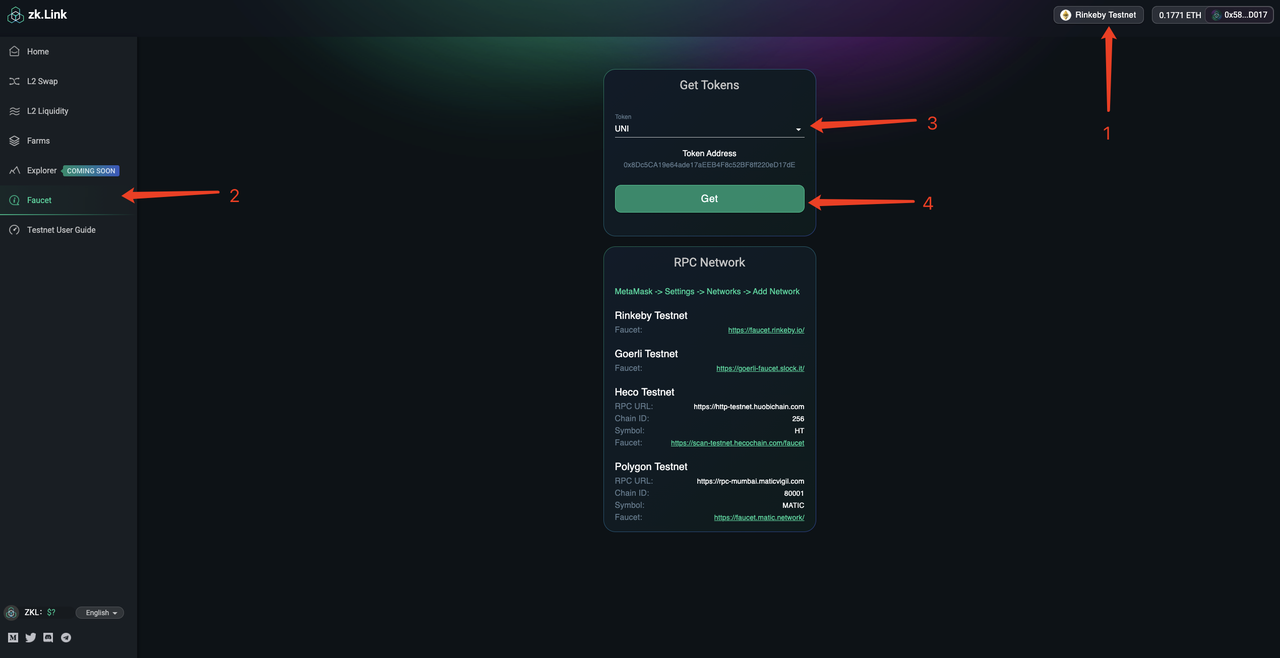 zk.Link
Rinkeby Testnet
0.1771 ETH
0x58...D017
1
Home
L2 Swap
L2 Liquidity
Farms
Explorer COMING SOON
Faucet
2
Testnet User Guide
Get Tokens
Token
UNI
3
Token Address
0x8Dc5CA19e64ade17aEEB4F8c52BF8ff220eD17dE
Get
4
RPC Network
MetaMask -> Settings -> Networks -> Add Network
Rinkeby Testnet
Faucet: https://faucet.rinkeby.io/
Goerli Testnet
Faucet: https://goerli-faucet.slock.it/
Heco Testnet
RPC URL: https://http-testnet.huobichain.com
Chain ID: 256
Symbol: HT
Faucet: https://scan-testnet.hecochain.com/faucet
Polygon Testnet
RPC URL: https://rpc-mumbai.maticvigil.com
Chain ID: 80001
Symbol: MATIC
Faucet: https://faucet.matic.network/
ZKL: $?
English